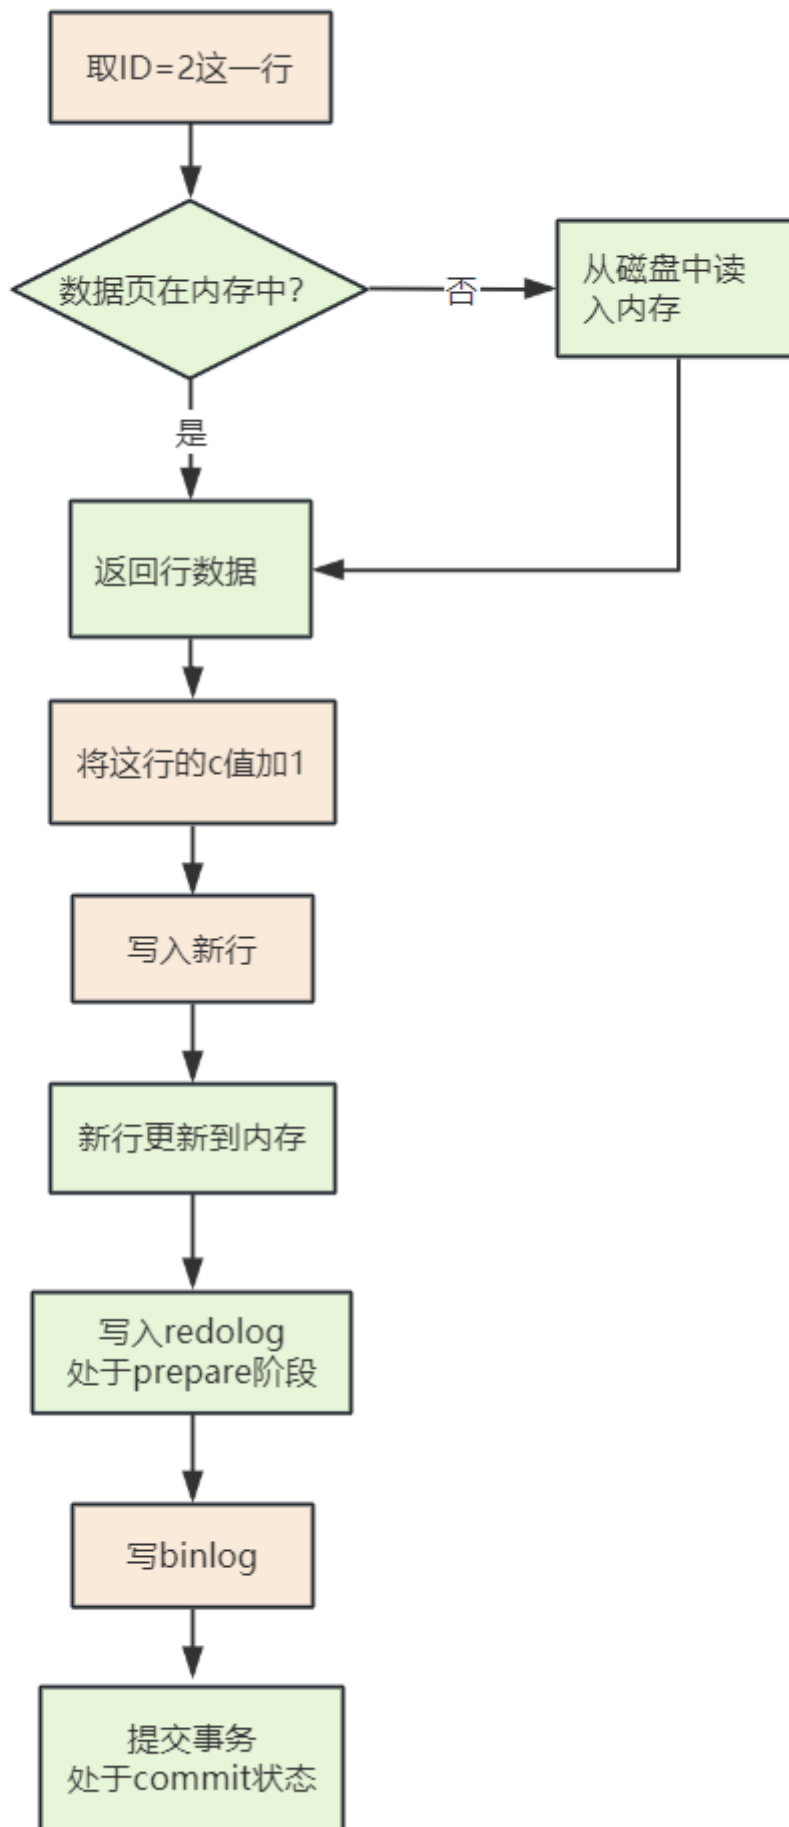 取ID=2这一行
数据页在内存中?
否
从磁盘中读
入内存
是
返回行数据
将这行的c值加1
写入新行
新行更新到内存
写入redolog
处于prepare阶段
写binlog
提交事务
处于commit状态